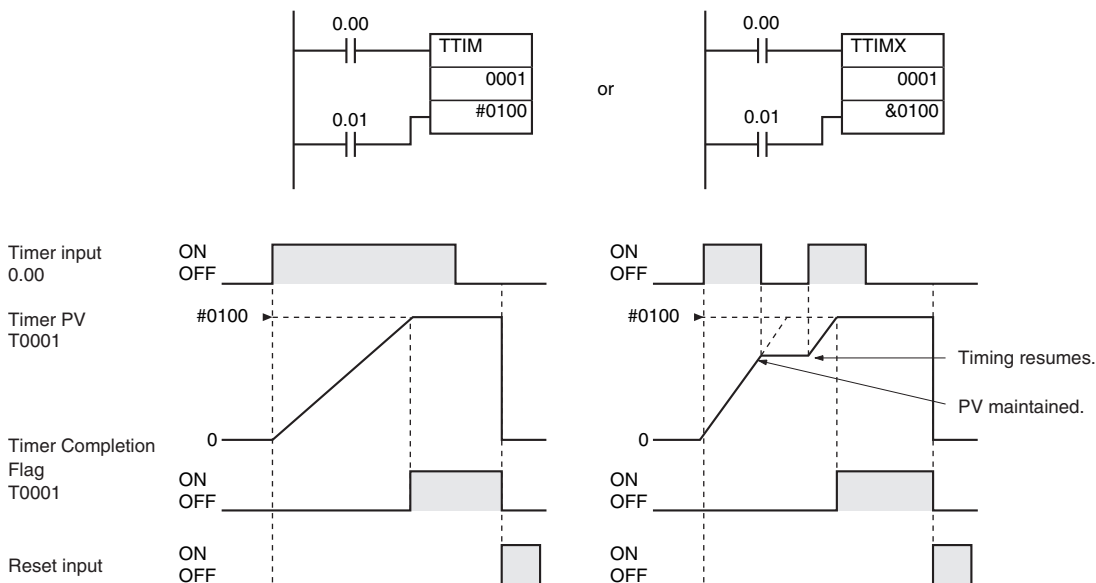 0.00
TTIM
0001
#0100
0.01
or
0.00
TTIMX
0001
&0100
0.01
Timer input
0.00
ON
OFF
ON
OFF
Timer PV
T0001
#0100
0
#0100
0
Timing resumes.
PV maintained.
Timer Completion
Flag
T0001
ON
OFF
ON
OFF
Reset input
ON
OFF
ON
OFF